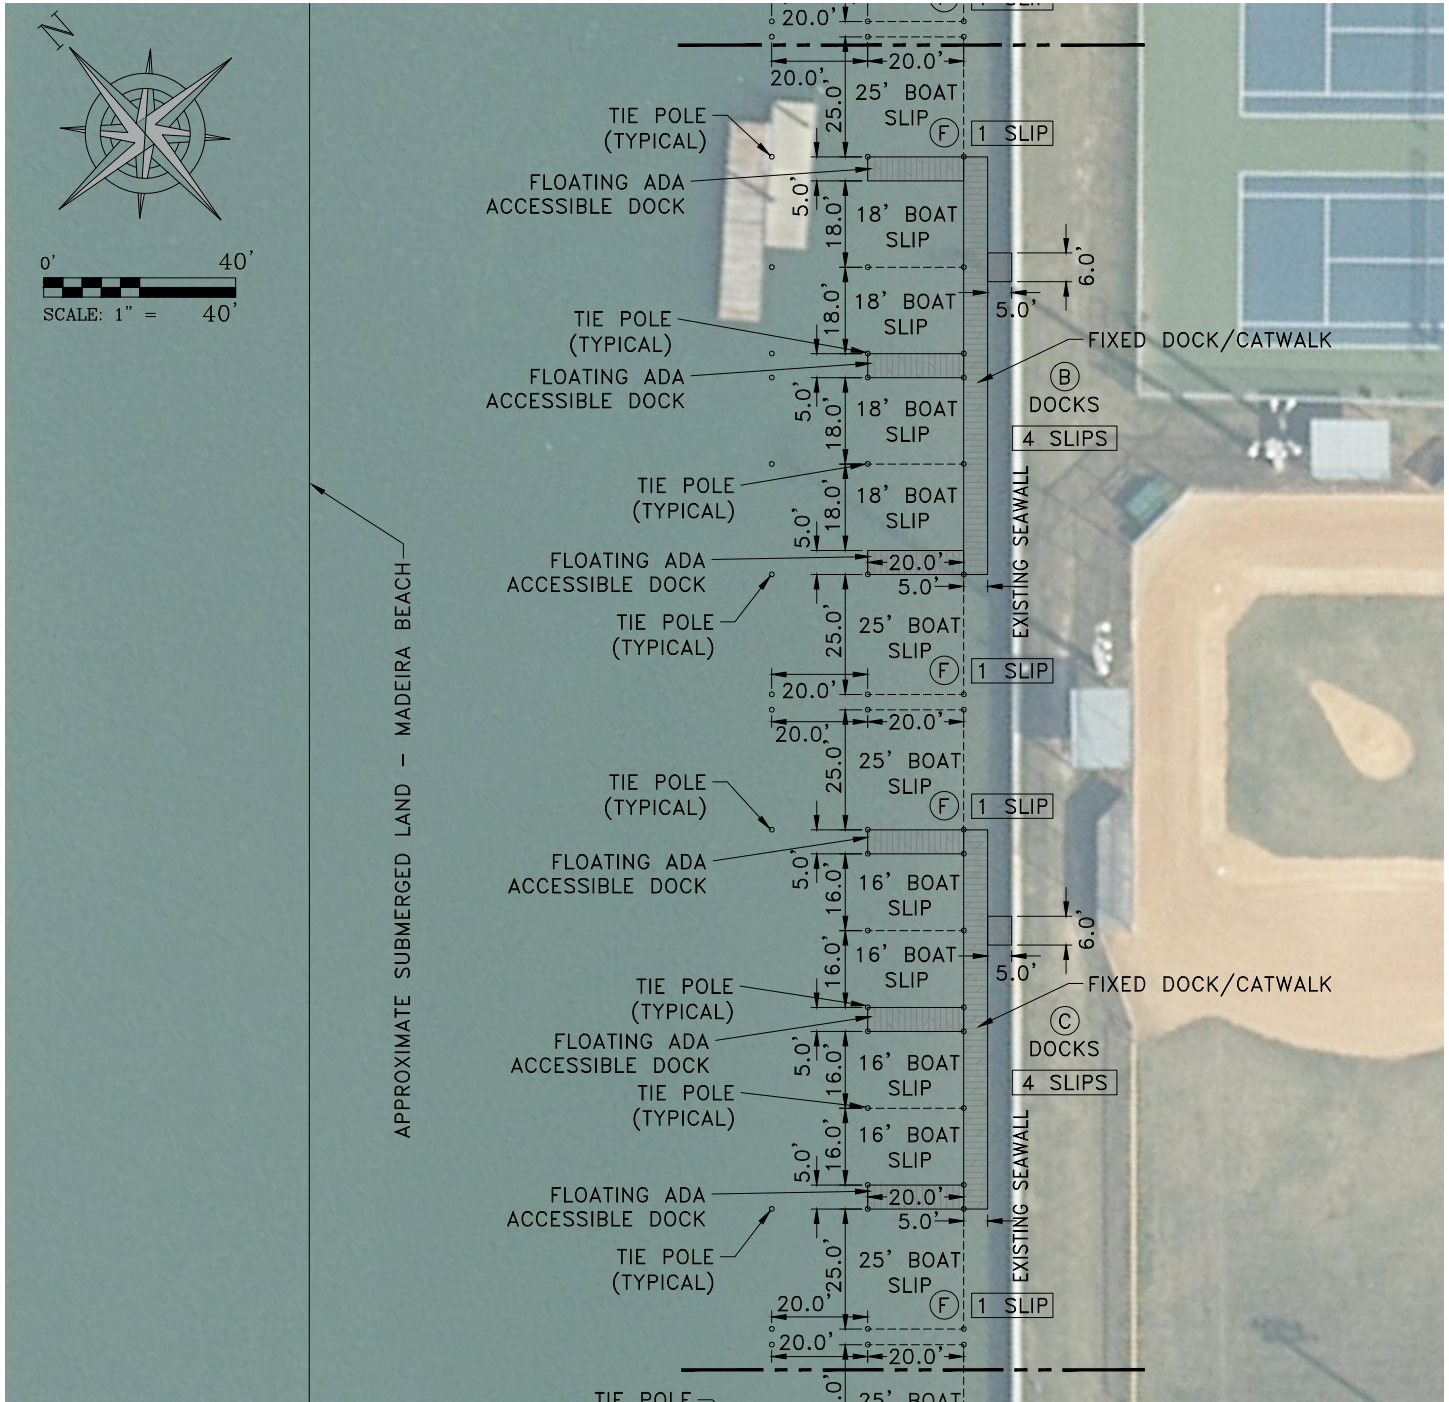 N
0'
40'
SCALE: 1" = 40'
20.0'
20.0'
20.0'
25.0'
25' BOAT
SLIP
F
1 SLIP
TIE POLE
(TYPICAL)
FLOATING ADA
ACCESSIBLE DOCK
5.0'
18.0'
18' BOAT
SLIP
6.0'
5.0'
18.0'
18' BOAT
SLIP
TIE POLE
(TYPICAL)
FIXED DOCK/CATWALK
FLOATING ADA
ACCESSIBLE DOCK
B
DOCKS
4 SLIPS
5.0'
18.0'
18' BOAT
SLIP
TIE POLE
(TYPICAL)
18.0'
18' BOAT
SLIP
EXISTING SEAWALL
5.0'
FLOATING ADA
ACCESSIBLE DOCK
20.0'
5.0'
TIE POLE
(TYPICAL)
25.0'
25' BOAT
SLIP
F
1 SLIP
APPROXIMATE SUBMERGED LAND – MADEIRA BEACH
20.0'
20.0'
20.0'
25.0'
25' BOAT
SLIP
F
1 SLIP
TIE POLE
(TYPICAL)
FLOATING ADA
ACCESSIBLE DOCK
5.0'
16.0'
16' BOAT
SLIP
6.0'
5.0'
16.0'
16' BOAT
SLIP
TIE POLE
(TYPICAL)
FIXED DOCK/CATWALK
FLOATING ADA
ACCESSIBLE DOCK
C
DOCKS
4 SLIPS
5.0'
16.0'
16' BOAT
SLIP
TIE POLE
(TYPICAL)
16.0'
16' BOAT
SLIP
EXISTING SEAWALL
5.0'
FLOATING ADA
ACCESSIBLE DOCK
20.0'
5.0'
TIE POLE
(TYPICAL)
25.0'
25' BOAT
SLIP
F
1 SLIP
20.0'
20.0'
20.0'
TIE POLE
25' BOAT